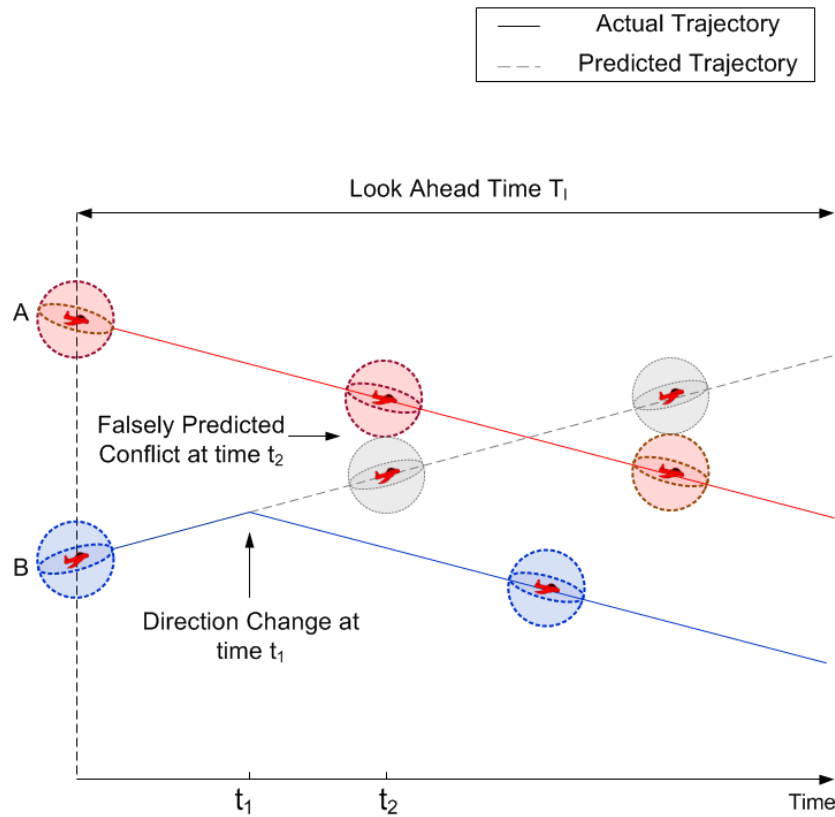 Actual Trajectory
Predicted Trajectory
Look Ahead Time Tₗ
A
Falsely Predicted
Conflict at time t₂
B
Direction Change at
time t₁
t₁
t₂
Time